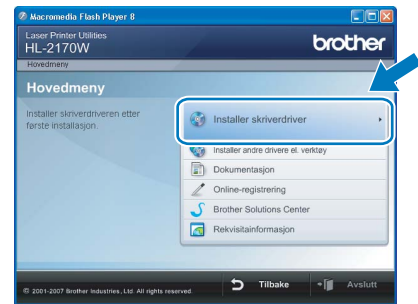 Macromedia Flash Player 8
Laser Printer Utilities
HL-2170W
brother
Hovedmeny
Hovedmeny
Installer skriverdriveren etter
første installasjon.
Installer skriverdriver
Installer andre drivere el. verktøy
Dokumentasjon
Online-registrering
Brother Solutions Center
Rekvisitainformasjon
© 2001-2007 Brother Industries, Ltd. All rights reserved.
Tilbake
Avslutt